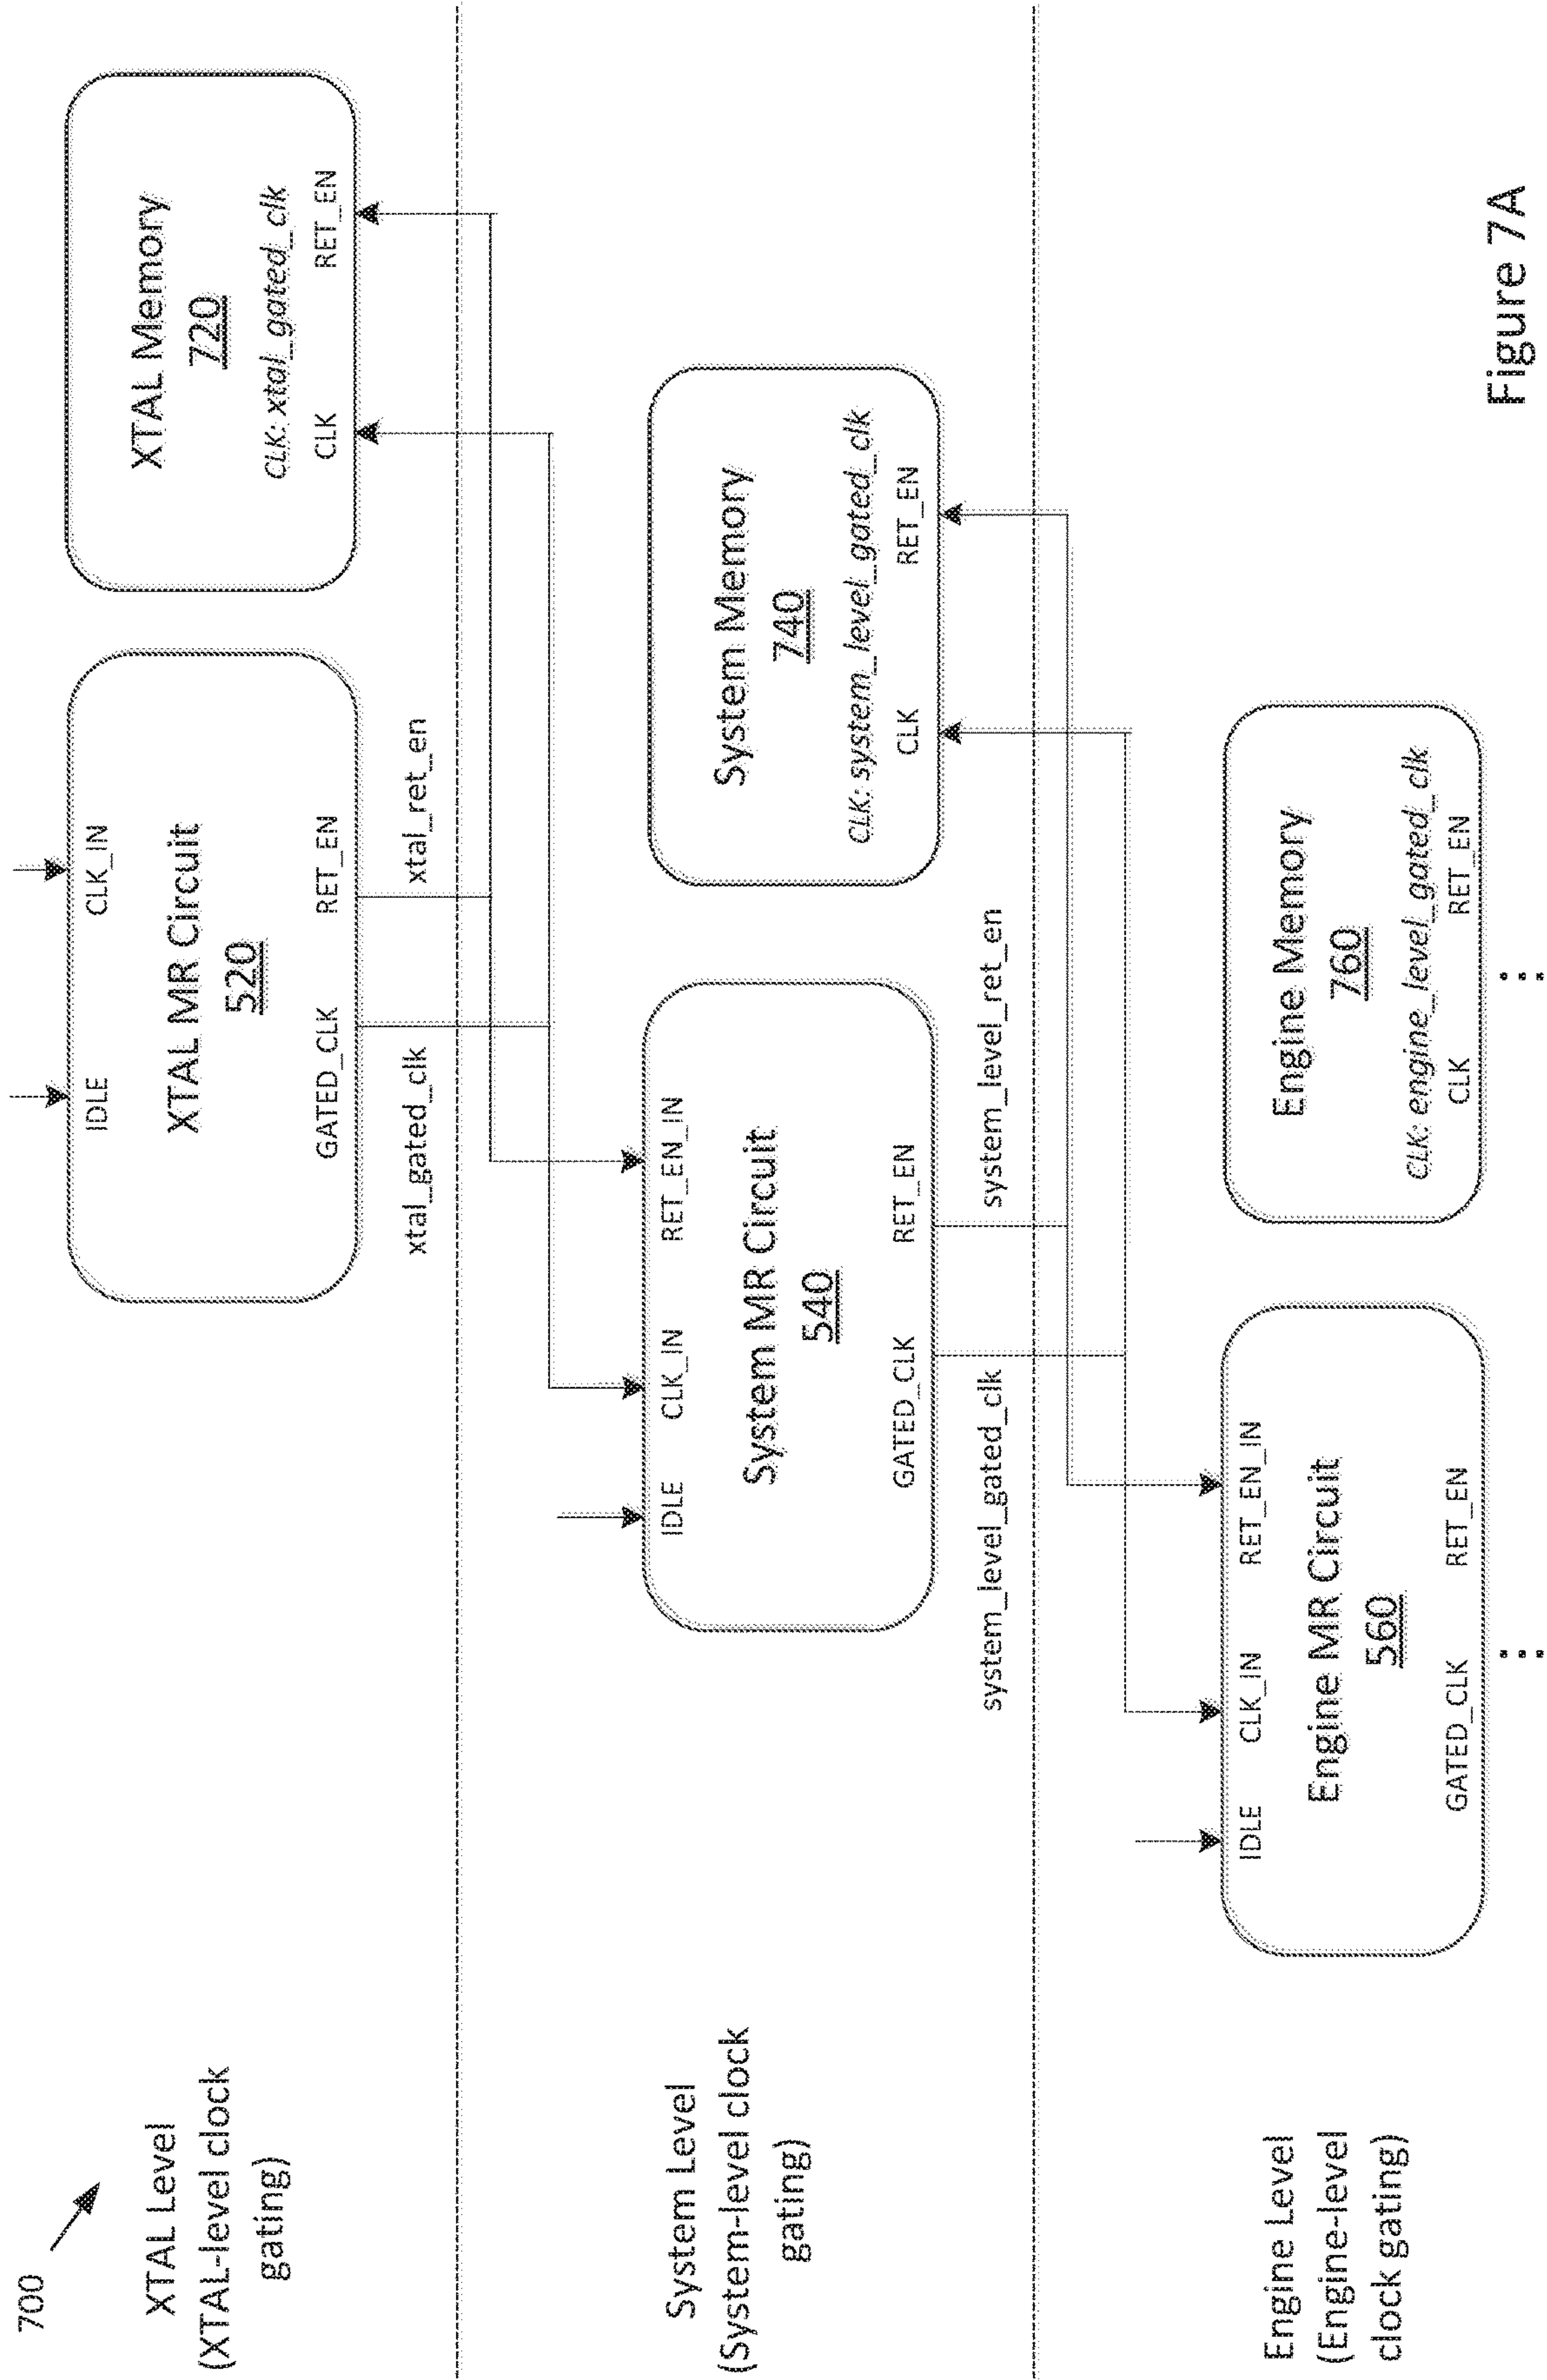 700
XTAL Level
(XTAL-level clock
gating)
IDLE
CLK_IN
XTAL MR Circuit
520
GATED_CLK
RET_EN
XTAL Memory
720
CLK: xtal_gated_clk
CLK
RET_EN
xtal_gated_clk
xtal_ret_en
System Level
(System-level clock
gating)
IDLE
CLK_IN
RET_EN_IN
System MR Circuit
540
GATED_CLK
RET_EN
System Memory
740
CLK: system_level_gated_clk
CLK
RET_EN
system_level_gated_clk
system_level_ret_en
Engine Level
(Engine-level
clock gating)
IDLE
CLK_IN
RET_EN_IN
Engine MR Circuit
560
GATED_CLK
RET_EN
Engine Memory
760
CLK: engine_level_gated_clk
CLK
RET_EN
Figure 7A